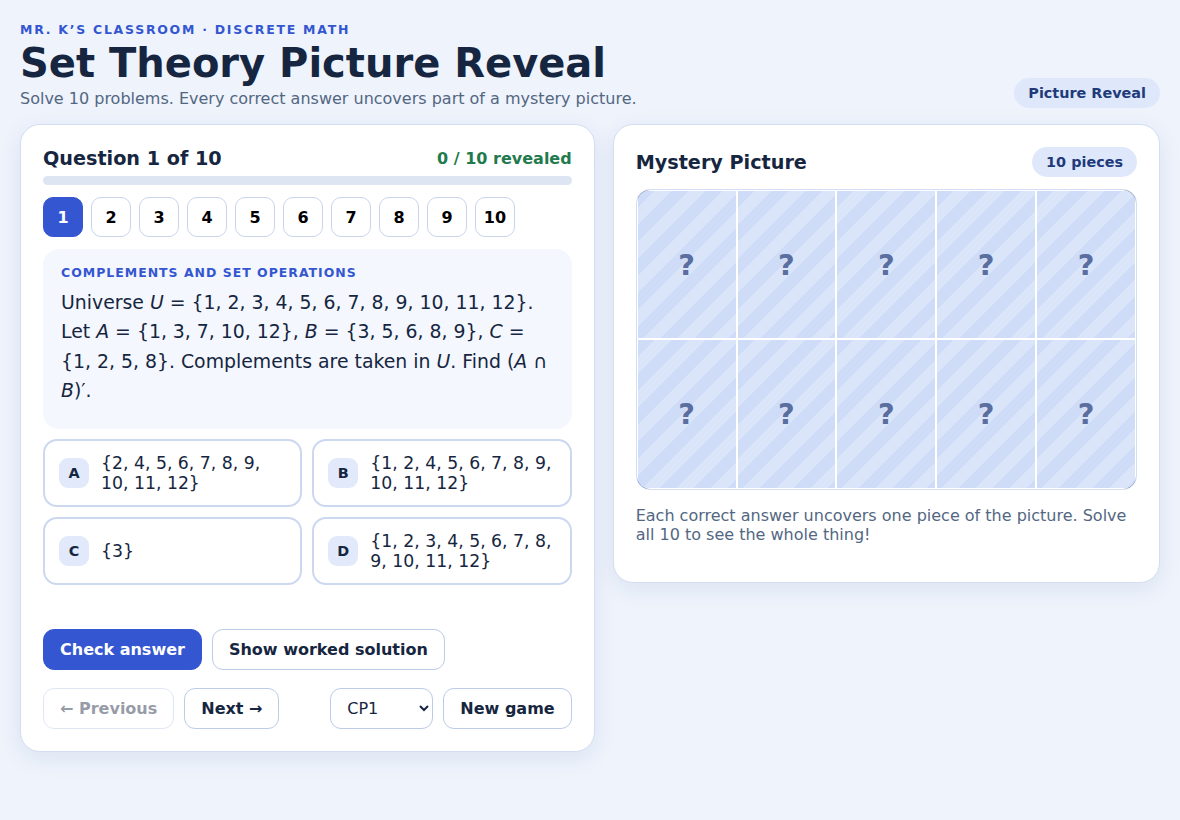 MR. K’S CLASSROOM · DISCRETE MATH
Set Theory Picture Reveal
Solve 10 problems. Every correct answer uncovers part of a mystery picture.
Picture Reveal
Question 1 of 10
0 / 10 revealed
1 2 3 4 5 6 7 8 9 10
COMPLEMENTS AND SET OPERATIONS
Universe U = {1, 2, 3, 4, 5, 6, 7, 8, 9, 10, 11, 12}.
Let A = {1, 3, 7, 10, 12}, B = {3, 5, 6, 8, 9}, C =
{1, 2, 5, 8}. Complements are taken in U. Find (A ∩
B)′.
A {2, 4, 5, 6, 7, 8, 9,
10, 11, 12}
B {1, 2, 4, 5, 6, 7, 8, 9,
10, 11, 12}
C {3}
D {1, 2, 3, 4, 5, 6, 7, 8,
9, 10, 11, 12}
Check answer
Show worked solution
← Previous
Next →
CP1
New game
Mystery Picture
10 pieces
? ? ? ? ?
? ? ? ? ?
Each correct answer uncovers one piece of the picture. Solve
all 10 to see the whole thing!